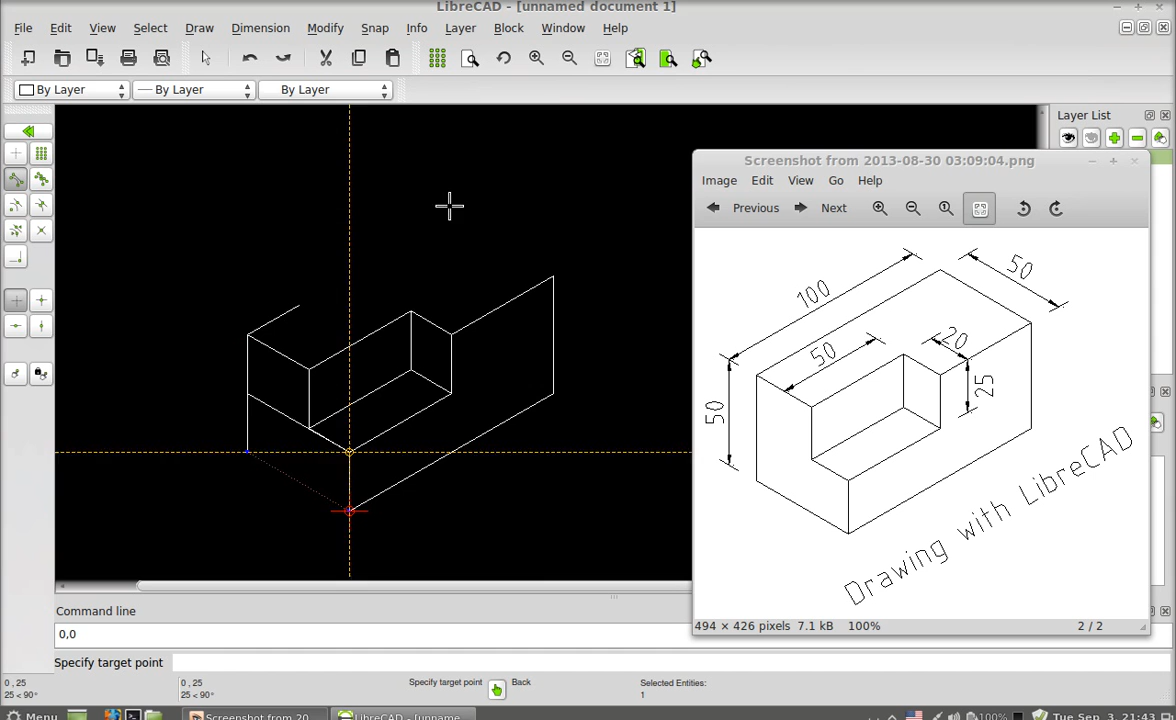 LibreCAD - [unnamed document 1]
File Edit View Select Draw Dimension Modify Snap Info Layer Block Window Help
By Layer By Layer By Layer
Layer List
Screenshot from 2013-08-30 03:09:04.png
Image Edit View Go Help
Previous Next
50
100
20
50
25
50
Drawing with LibreCAD
494 × 426 pixels 7.1 kB 100% 2 / 2
Command line
0,0
Specify target point
0 , 25 0 , 25 Specify target point Back Selected Entities:
25 < 90° 25 < 90° 1
Menu Screenshot from 20 LibreCAD - [unname 100% Tue Sep 3, 21:43